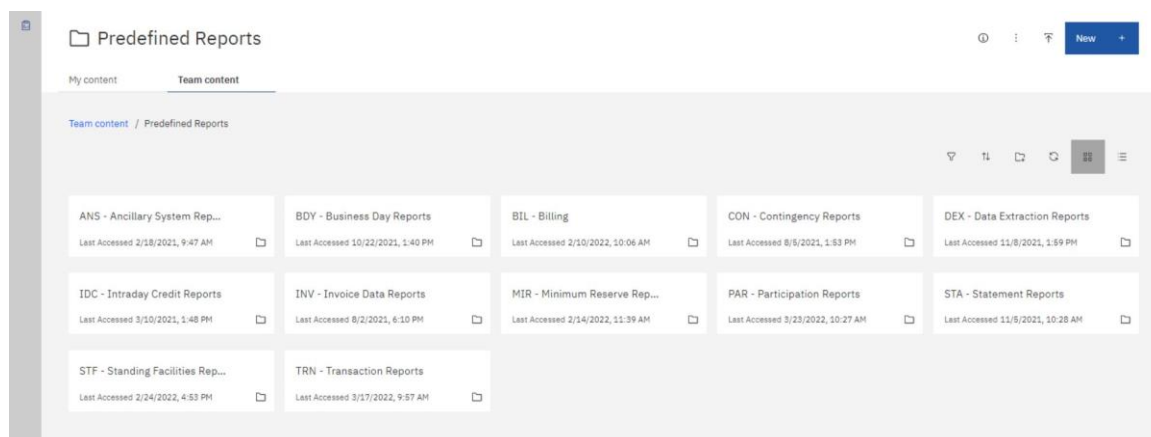 Predefined Reports
New +
My content Team content
Team content / Predefined Reports
ANS - Ancillary System Rep...
Last Accessed 2/18/2021, 9:47 AM
BDY - Business Day Reports
Last Accessed 10/22/2021, 1:40 PM
BIL - Billing
Last Accessed 2/10/2022, 10:06 AM
CON - Contingency Reports
Last Accessed 8/5/2021, 1:53 PM
DEX - Data Extraction Reports
Last Accessed 11/8/2021, 1:59 PM
IDC - Intraday Credit Reports
Last Accessed 3/10/2021, 1:48 PM
INV - Invoice Data Reports
Last Accessed 8/2/2021, 6:10 PM
MIR - Minimum Reserve Rep...
Last Accessed 2/14/2022, 11:39 AM
PAR - Participation Reports
Last Accessed 3/23/2022, 10:27 AM
STA - Statement Reports
Last Accessed 11/5/2021, 10:28 AM
STF - Standing Facilities Rep...
Last Accessed 2/24/2022, 4:53 PM
TRN - Transaction Reports
Last Accessed 3/17/2022, 9:57 AM